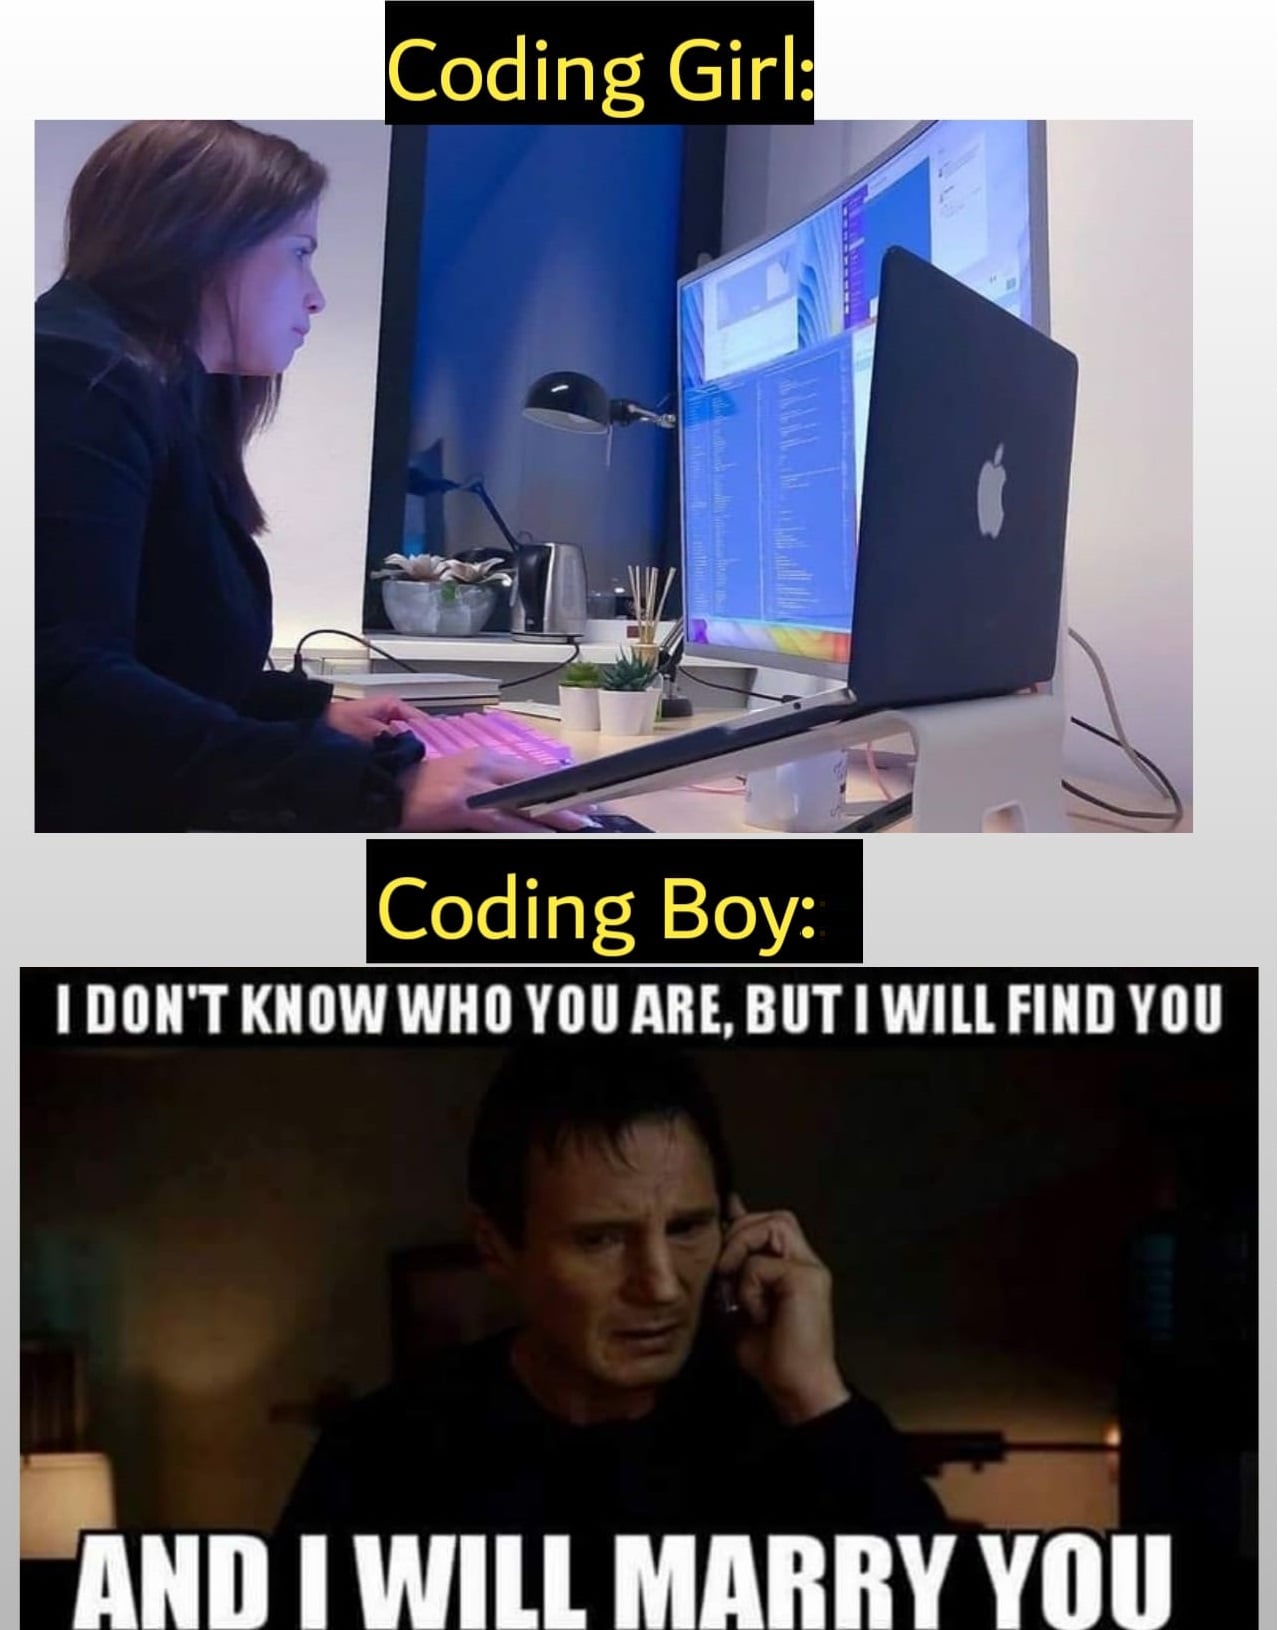 Coding Girl:
Coding Boy:
I DON'T KNOW WHO YOU ARE, BUT I WILL FIND YOU
AND I WILL MARRY YOU